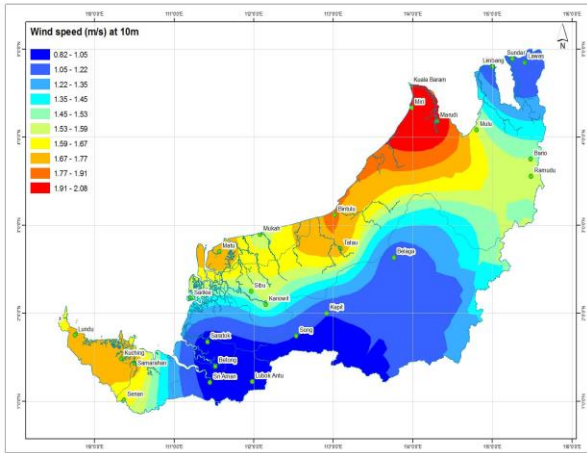 Wind speed (m/s) at 10m
0.82 - 1.05
1.05 - 1.22
1.22 - 1.35
1.35 - 1.45
1.45 - 1.53
1.53 - 1.59
1.59 - 1.67
1.67 - 1.77
1.77 - 1.91
1.91 - 2.08
N
Sundar
Lawas
Limbang
Kuala Baram
Miri
Marudi
Mulu
Bario
Ramudu
Bintulu
Mukah
Matu
Tatau
Belaga
Sibu
Sarikei
Kanowit
Kapit
Song
Lundu
Kuching
Samarahan
Saratok
Betong
Sri Aman
Lubok Antu
Serian